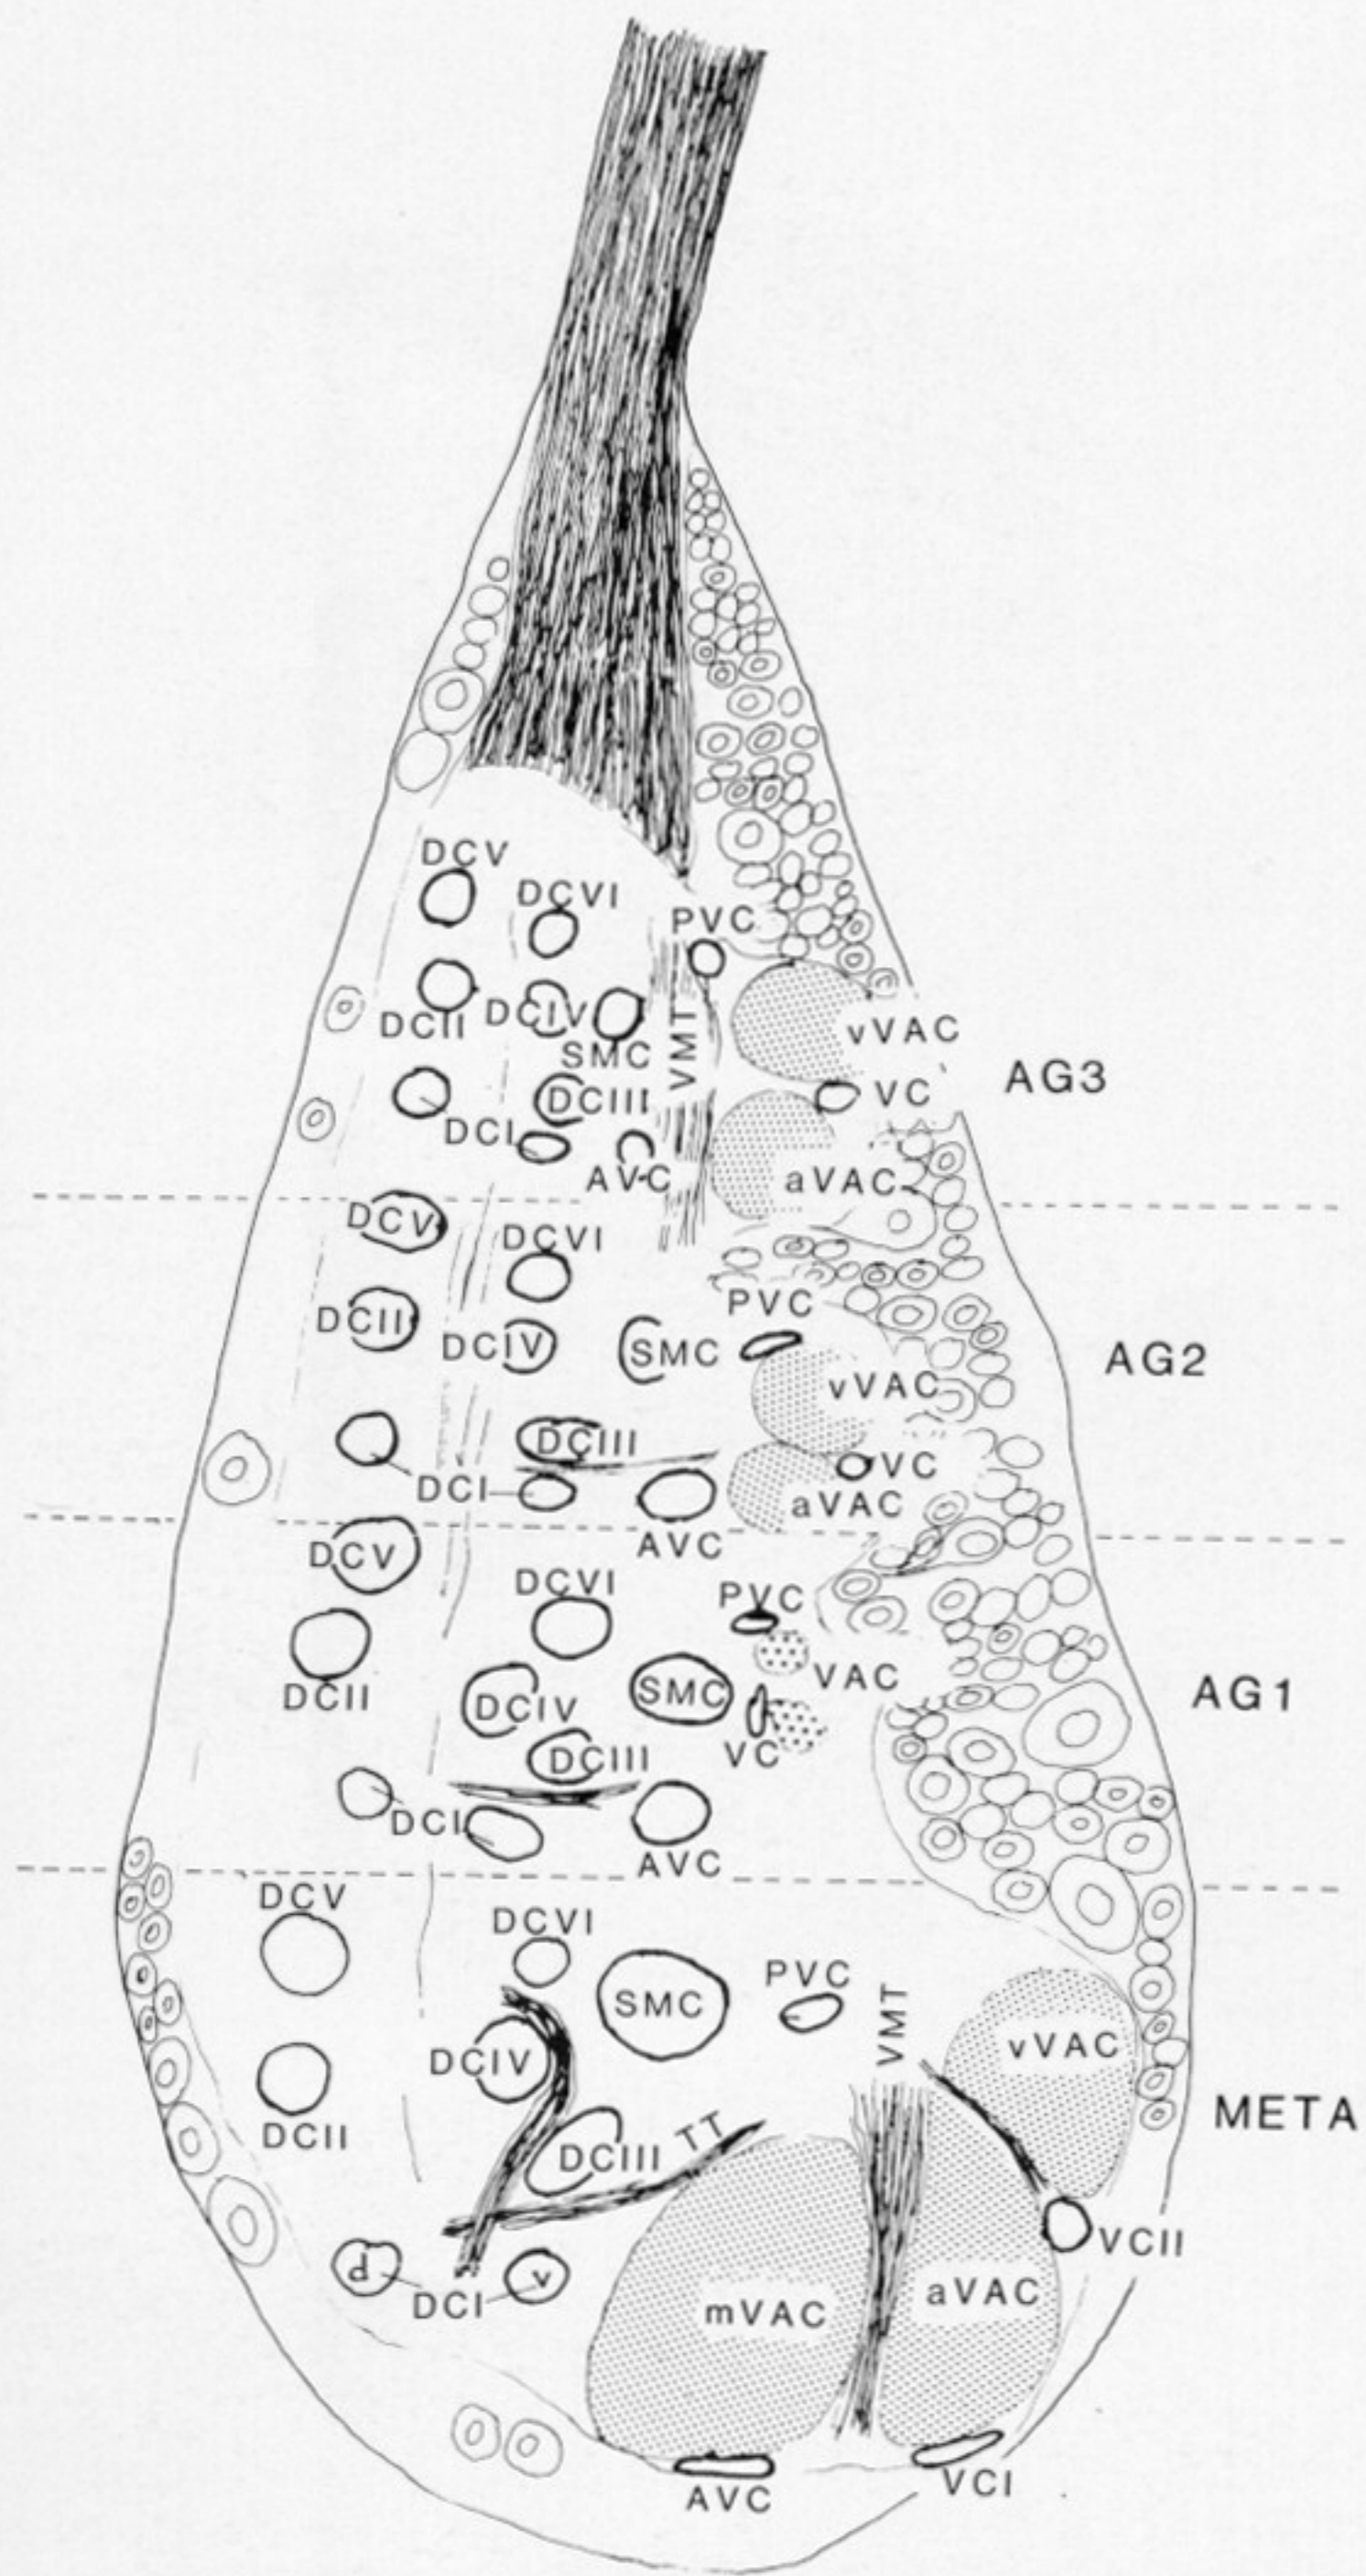 DCV
DCVI
PVC
DCII
DCIV
SMC
VMT
vVAC
AG3
DCIII
VC
DCI
AVC
aVAC
DCV
DCVI
PVC
DCII
DCIV
SMC
vVAC
AG2
DCIII
VC
DCI
aVAC
AVC
DCV
DCVI
PVC
DCII
DCIV
SMC
VAC
AG1
DCIII
VC
DCI
AVC
DCV
DCVI
SMC
PVC
VMT
vVAC
DCIV
DCII
DCIII
TT
META
VCII
d
v
DCI
mVAC
aVAC
AVC
VCI